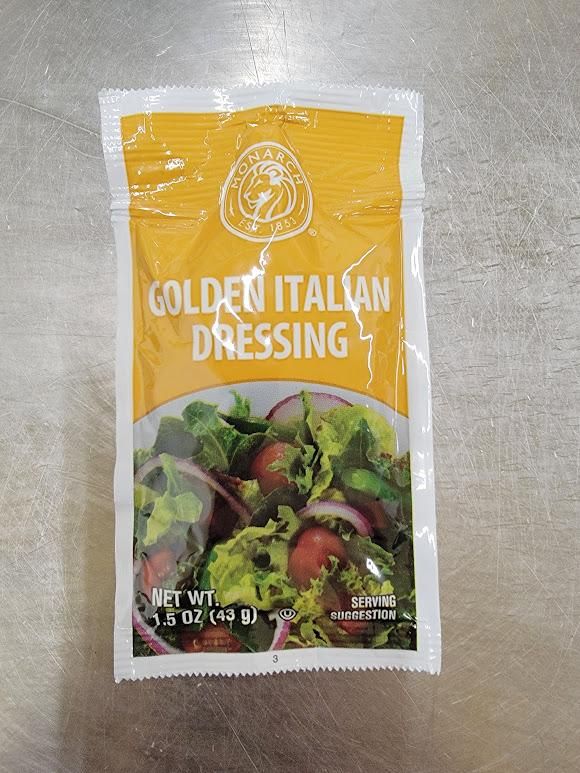 MONARCH
EST. 1853
®
GOLDEN ITALIAN
DRESSING
NET WT.
1.5 OZ (43 g)
SERVING
SUGGESTION
3